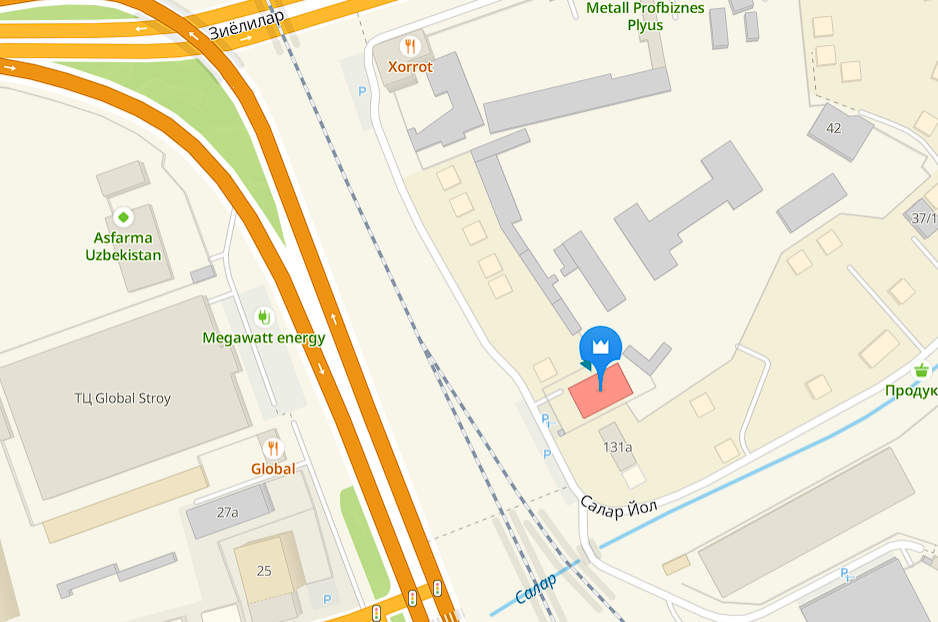 Зиёлилар
Metall Profbiznes
Plyus
Xorrot
P
42
37/1
Asfarma
Uzbekistan
Megawatt energy
ТЦ Global Stroy
Продук
P
131а
P
Global
Салар Йол
27а
25
P
Салар
P